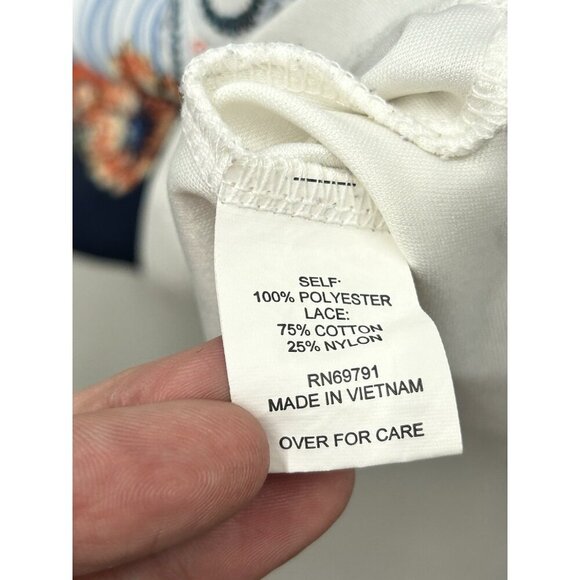 SELF:
100% POLYESTER
LACE:
75% COTTON
25% NYLON
RN69791
MADE IN VIETNAM
OVER FOR CARE